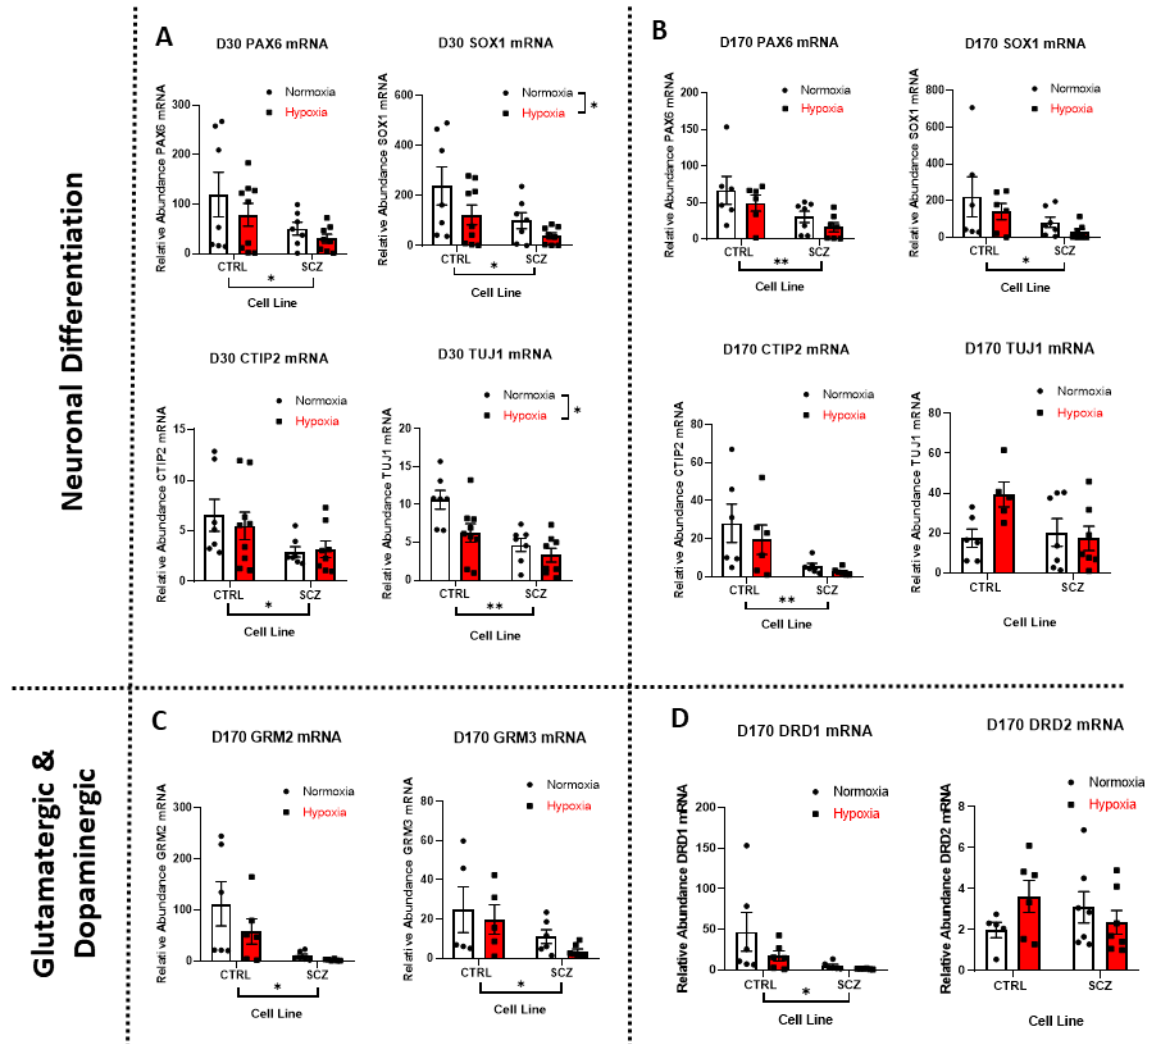 Neuronal Differentiation
A
D30 PAX6 mRNA
Relative Abundance PAX6 mRNA
300
200
100
0
Normoxia
Hypoxia
CTRL
SCZ
*
Cell Line
D30 SOX1 mRNA
Relative Abundance SOX1 mRNA
600
400
200
0
Normoxia
Hypoxia
*
CTRL
SCZ
*
Cell Line
D30 CTIP2 mRNA
Relative Abundance CTIP2 mRNA
15
10
5
0
Normoxia
Hypoxia
CTRL
SCZ
*
Cell Line
D30 TUJ1 mRNA
Relative Abundance TUJ1 mRNA
20
15
10
5
0
Normoxia
Hypoxia
*
CTRL
SCZ
**
Cell Line
B
D170 PAX6 mRNA
Relative Abundance PAX6 mRNA
200
150
100
50
0
Normoxia
Hypoxia
CTRL
SCZ
**
Cell Line
D170 SOX1 mRNA
Relative Abundance SOX1 mRNA
800
600
400
200
0
Normoxia
Hypoxia
CTRL
SCZ
*
Cell Line
D170 CTIP2 mRNA
Relative Abundance CTIP2 mRNA
80
60
40
20
0
Normoxia
Hypoxia
CTRL
SCZ
**
Cell Line
D170 TUJ1 mRNA
Relative Abundance TUJ1 mRNA
80
60
40
20
0
Normoxia
Hypoxia
CTRL
SCZ
Cell Line
Glutamatergic &
Dopaminergic
C
D170 GRM2 mRNA
Relative Abundance GRM2 mRNA
300
200
100
0
Normoxia
Hypoxia
CTRL
SCZ
*
Cell Line
D170 GRM3 mRNA
Relative Abundance GRM3 mRNA
80
60
40
20
0
Normoxia
Hypoxia
CTRL
SCZ
*
Cell Line
D
D170 DRD1 mRNA
Relative Abundance DRD1 mRNA
200
150
100
50
0
Normoxia
Hypoxia
CTRL
SCZ
*
Cell Line
D170 DRD2 mRNA
Relative Abundance DRD2 mRNA
8
6
4
2
0
Normoxia
Hypoxia
CTRL
SCZ
Cell Line